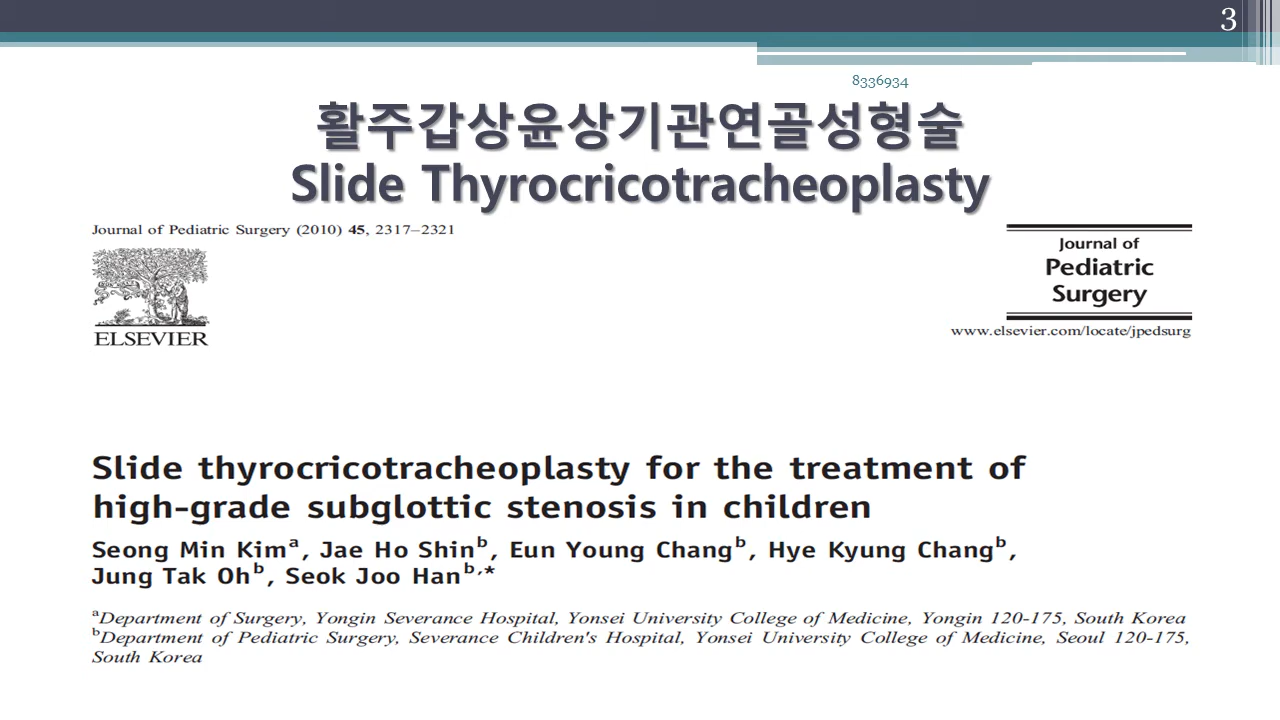 3
8336934
활주갑상윤상기관연골성형술
Slide Thyrocricotracheoplasty
Journal of Pediatric Surgery (2010) 45, 2317–2321
ELSEVIER
Journal of
Pediatric
Surgery
www.elsevier.com/locate/jpedsurg
Slide thyrocricotracheoplasty for the treatment of
high-grade subglottic stenosis in children
Seong Min Kimᵃ, Jae Ho Shinᵇ, Eun Young Changᵇ, Hye Kyung Changᵇ,
Jung Tak Ohᵇ, Seok Joo Hanᵇ,*
ᵃDepartment of Surgery, Yongin Severance Hospital, Yonsei University College of Medicine, Yongin 120-175, South Korea
ᵇDepartment of Pediatric Surgery, Severance Children's Hospital, Yonsei University College of Medicine, Seoul 120-175,
South Korea